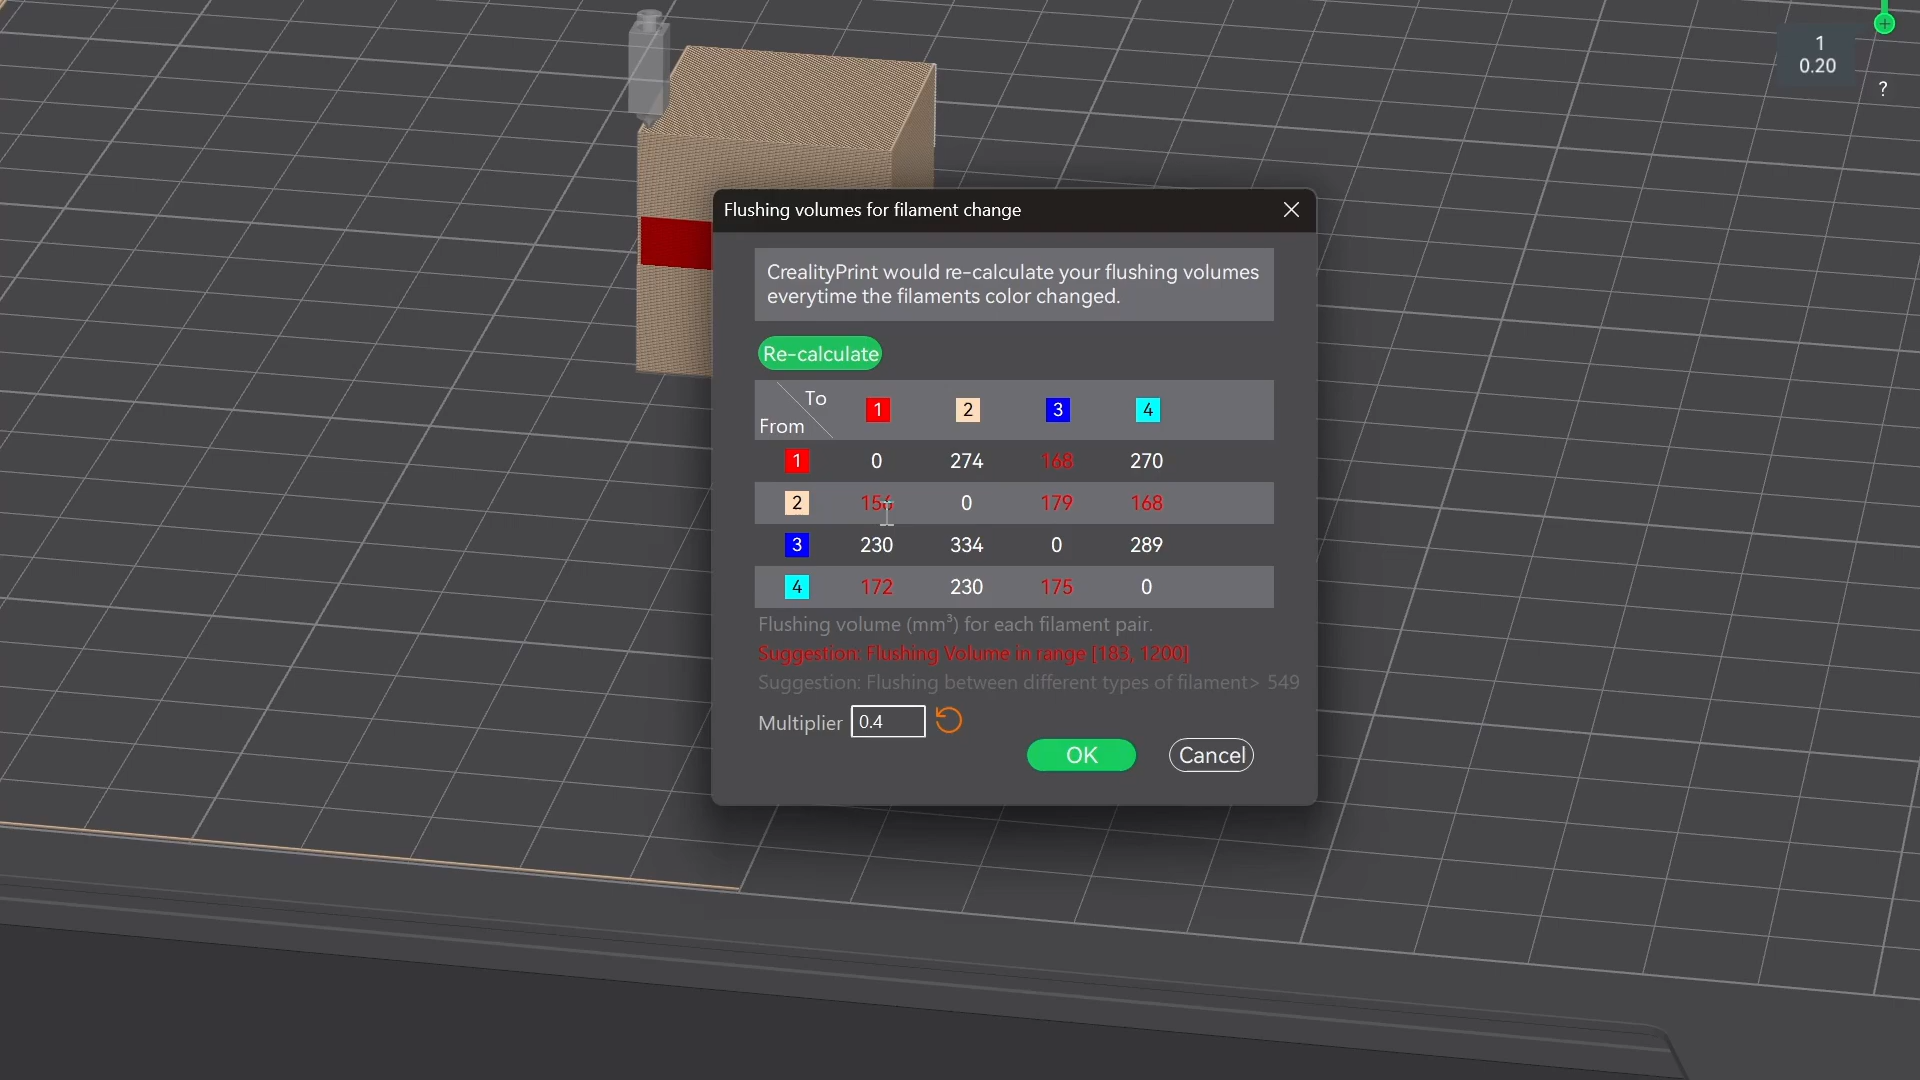 1
0.20
?
Flushing volumes for filament change
CrealityPrint would re-calculate your flushing volumes
everytime the filaments color changed.
Re-calculate
To
From
1 2 3 4
1 0 274 168 270
2 156 0 179 168
3 230 334 0 289
4 172 230 175 0
Flushing volume (mm³) for each filament pair.
Suggestion: Flushing Volume in range [183, 1200]
Suggestion: Flushing between different types of filament> 549
Multiplier 0.4
OK Cancel